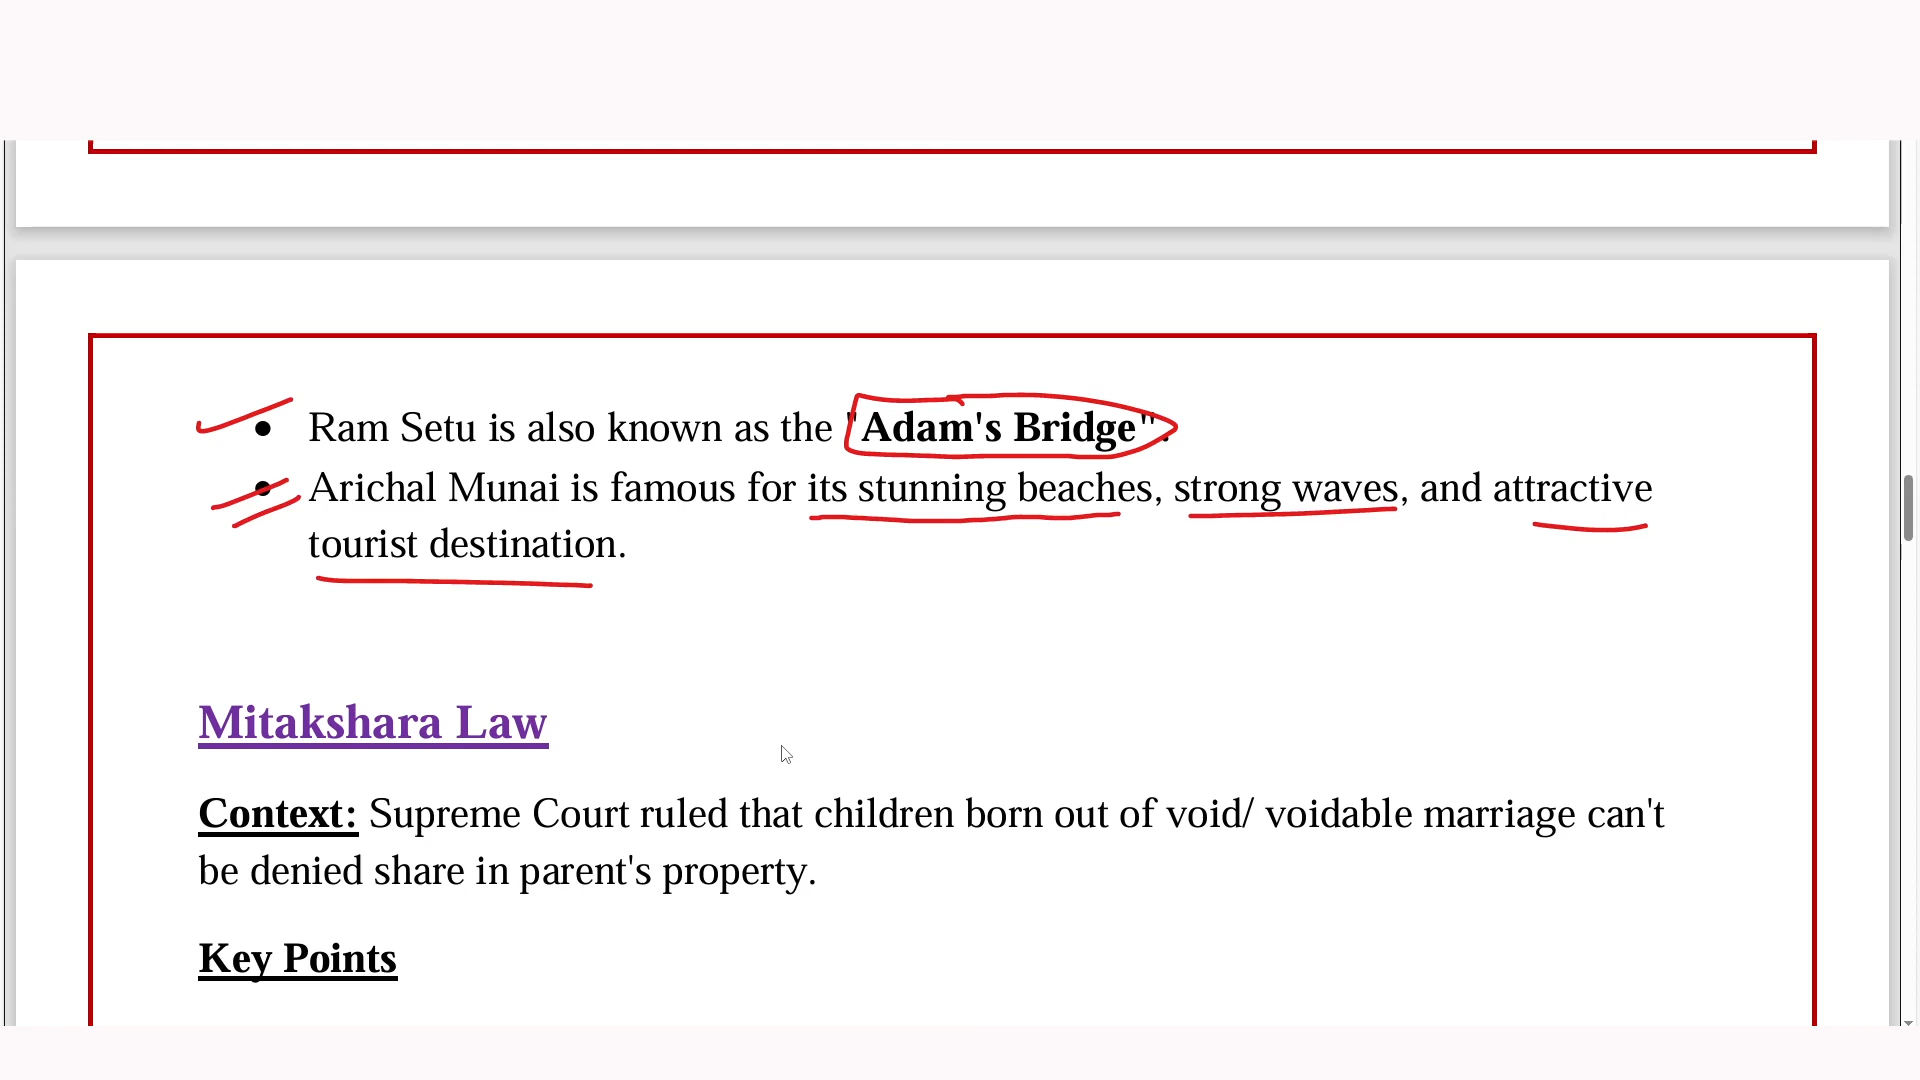 Ram Setu is also known as the "Adam's Bridge".
Arichal Munai is famous for its stunning beaches, strong waves, and attractive
tourist destination.
Mitakshara Law
Context: Supreme Court ruled that children born out of void/ voidable marriage can't
be denied share in parent's property.
Key Points